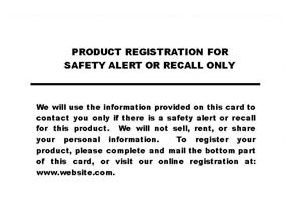 PRODUCT REGISTRATION FOR
SAFETY ALERT OR RECALL ONLY
We will use the information provided on this card to
contact you only if there is a safety alert or recall
for this product. We will not sell, rent, or share
your personal information. To register your
product, please complete and mail the bottom part
of this card, or visit our online registration at:
www.website.com.